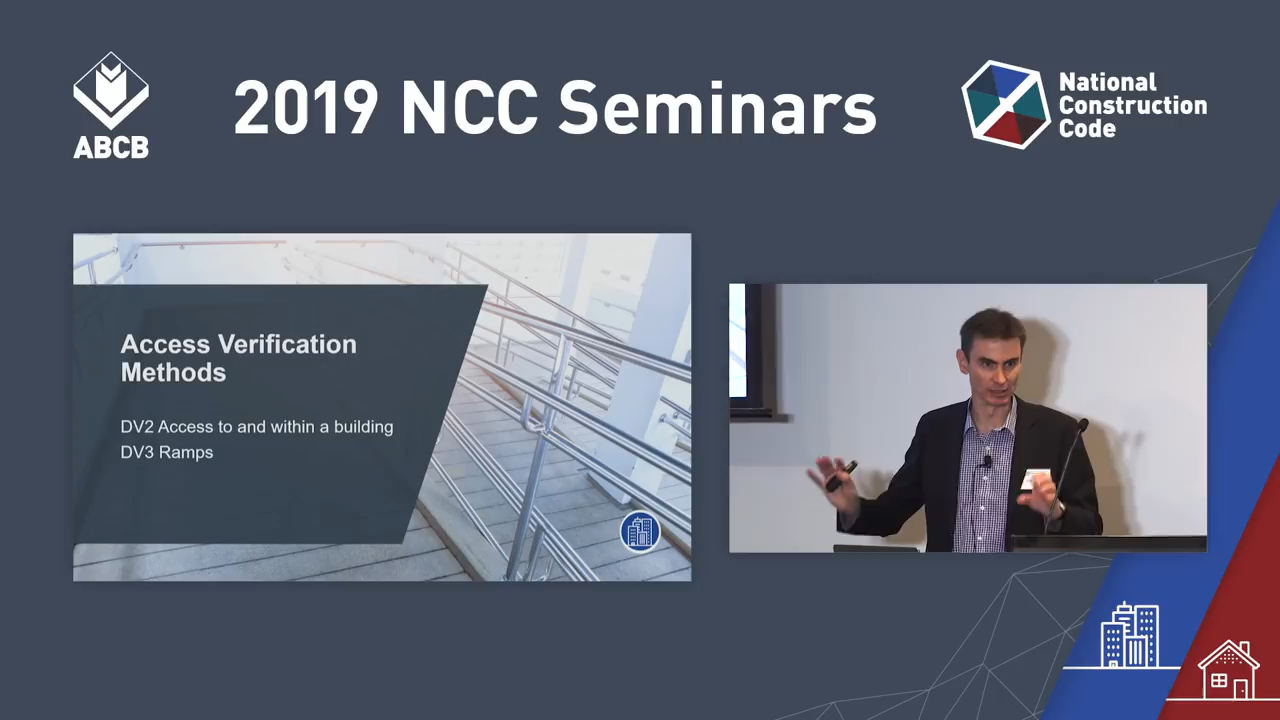 ABCB
2019 NCC Seminars
National
Construction
Code
Access Verification
Methods
DV2 Access to and within a building
DV3 Ramps